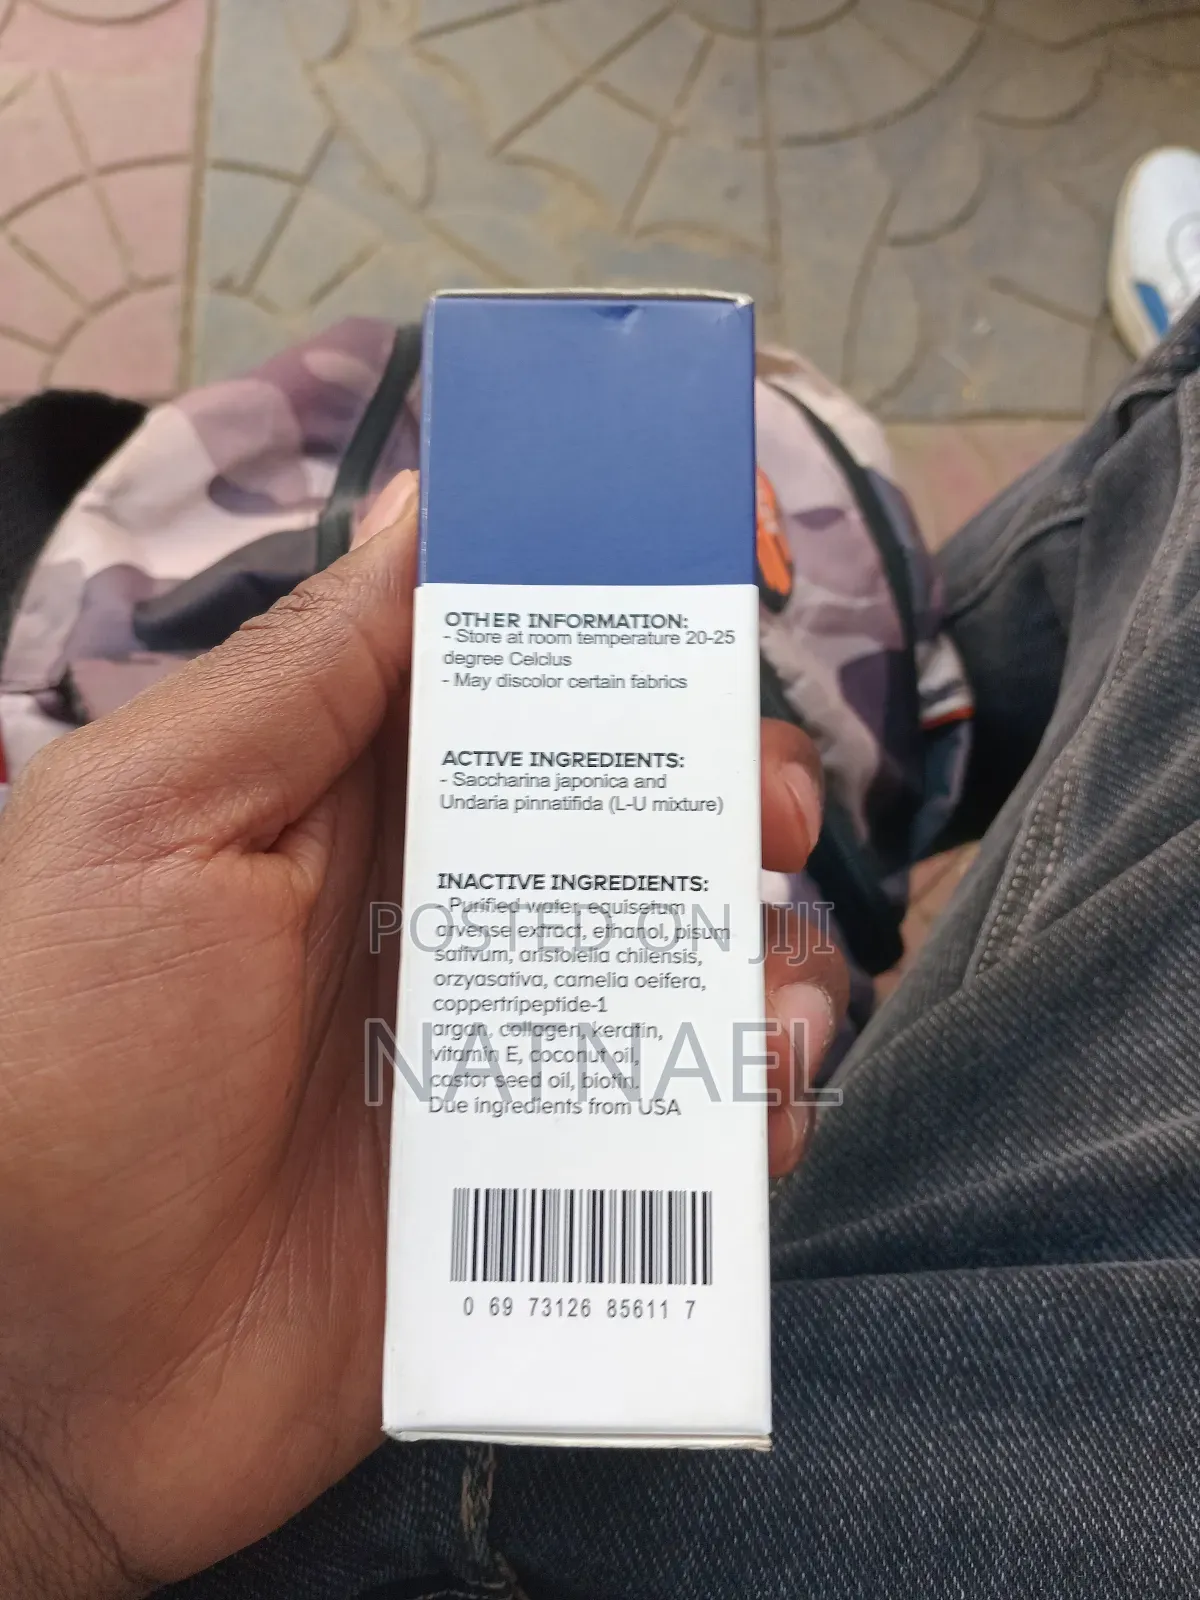 OTHER INFORMATION:
- Store at room temperature 20-25
degree Celclus
- May discolor certain fabrics
ACTIVE INGREDIENTS:
- Saccharina japonica and
Undaria pinnatifida (L-U mixture)
INACTIVE INGREDIENTS:
- Purified water, equisetum
arvense extract, ethanol, pisum
sativum, aristolelia chilensis,
orzyasativa, camelia oeifera,
coppertripeptide-1
argan, collagen, keratin,
vitamin E, coconut oil,
castor seed oil, biotin.
Due ingredients from USA
0 69 73126 85611 7
POSTED ON JIJI
NATNAEL